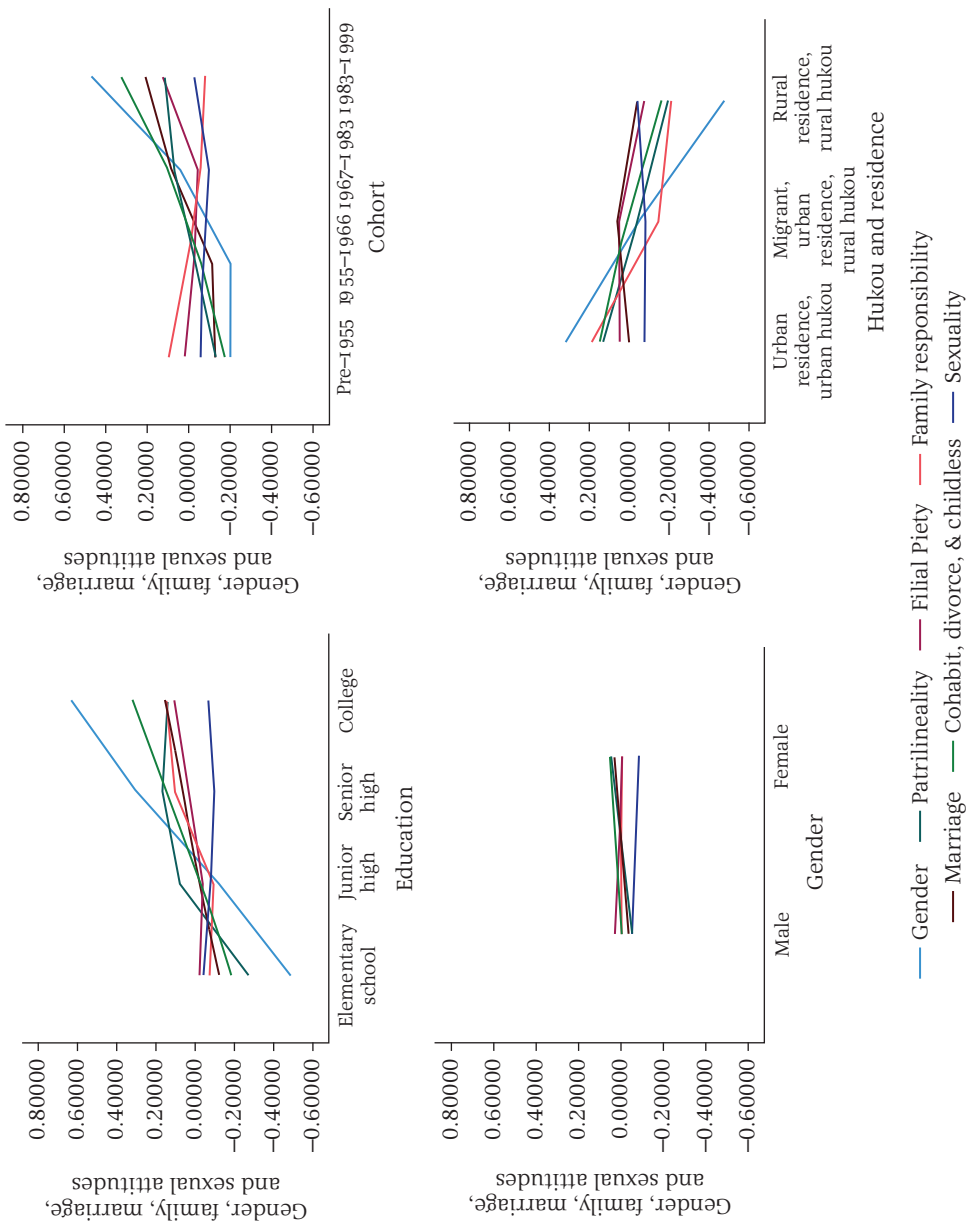 Gender, family, marriage,
and sexual attitudes
0.80000
0.60000
0.40000
0.20000
0.00000
−0.20000
−0.40000
−0.60000
Elementary
school
Junior
high
Senior
high
College
Education
Gender, family, marriage,
and sexual attitudes
0.80000
0.60000
0.40000
0.20000
0.00000
−0.20000
−0.40000
−0.60000
Pre–1955 1955–1966 1967–1983 1983–1999
Cohort
Gender, family, marriage,
and sexual attitudes
0.80000
0.60000
0.40000
0.20000
0.00000
−0.20000
−0.40000
−0.60000
Male Female
Gender
Gender, family, marriage,
and sexual attitudes
0.80000
0.60000
0.40000
0.20000
0.00000
−0.20000
−0.40000
−0.60000
Urban
residence,
urban hukou
Migrant,
urban
residence,
rural hukou
Rural
residence,
rural hukou
Hukou and residence
Gender Patrilineality Filial Piety Family responsibility
Marriage Cohabit, divorce, & childless Sexuality